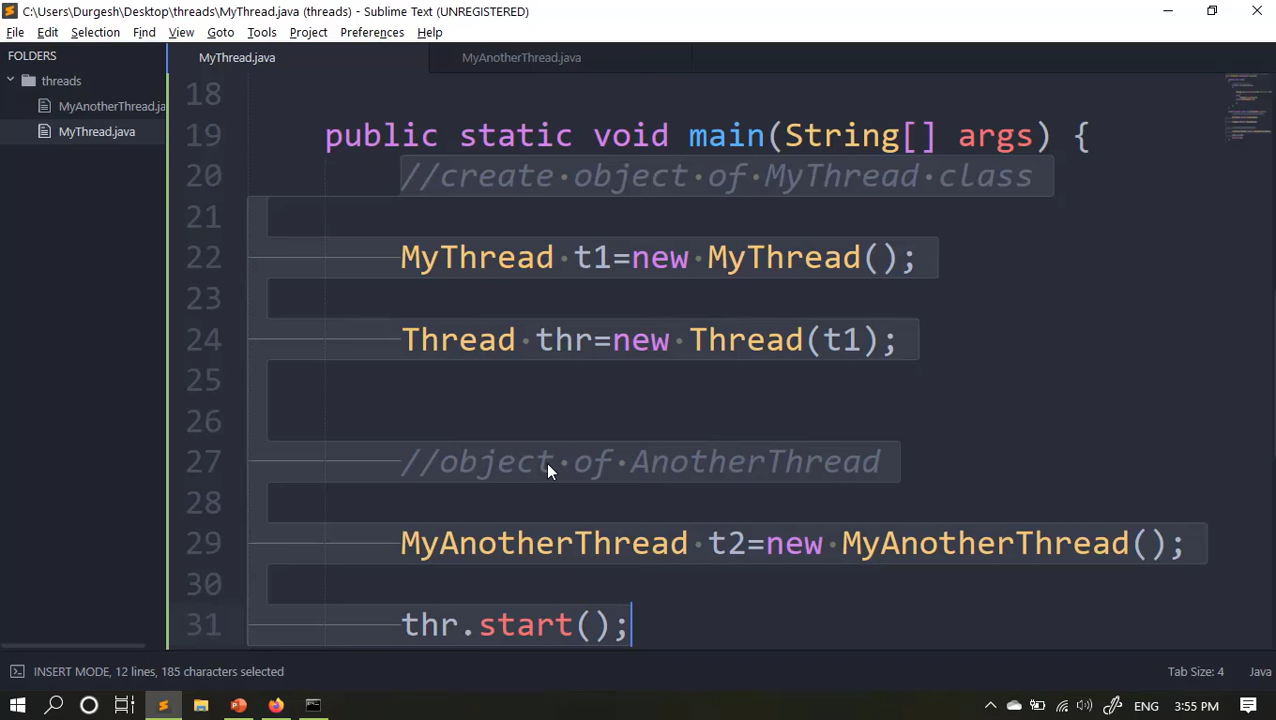 C:\Users\Durgesh\Desktop\threads\MyThread.java (threads) - Sublime Text (UNREGISTERED)
File Edit Selection Find View Goto Tools Project Preferences Help
FOLDERS
threads
MyAnotherThread.ja
MyThread.java
MyThread.java MyAnotherThread.java
18
19 public static void main(String[] args) {
20 //create object of MyThread class
21
22 MyThread t1=new MyThread();
23
24 Thread thr=new Thread(t1);
25
26
27 //object of AnotherThread
28
29 MyAnotherThread t2=new MyAnotherThread();
30
31 thr.start();
INSERT MODE, 12 lines, 185 characters selected Tab Size: 4 Java
ENG 3:55 PM